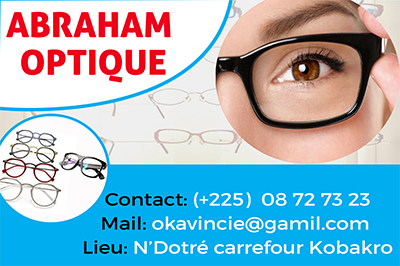 ABRAHAM
OPTIQUE
Contact: (+225) 08 72 73 23
Mail: okavincie@gamil.com
Lieu: N'Dotré carrefour Kobakro